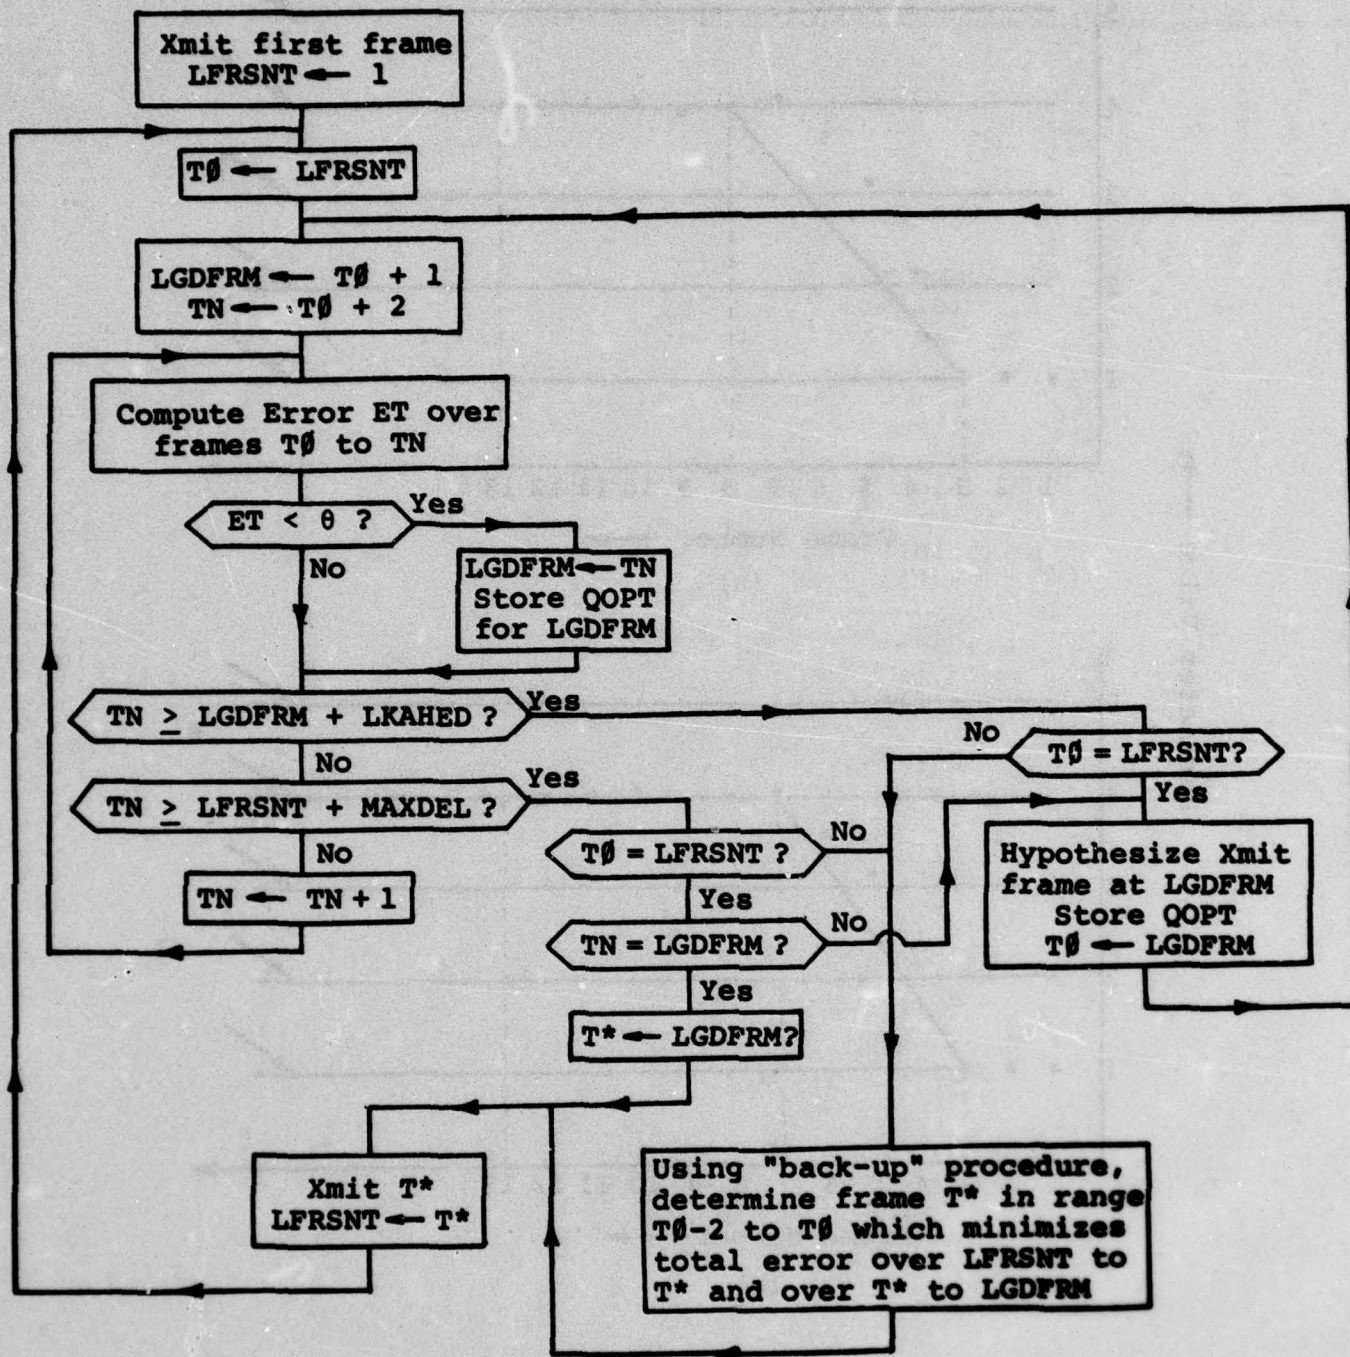 Xmit first frame
LFRSNT ← 1
TØ ← LFRSNT
LGDFRM ← TØ + 1
TN ← TØ + 2
Compute Error ET over
frames TØ to TN
ET < θ ?
Yes
No
LGDFRM ← TN
Store QOPT
for LGDFRM
TN ≥ LGDFRM + LKAHED ?
Yes
No
TN ≥ LFRSNT + MAXDEL ?
Yes
No
TN ← TN + 1
TØ = LFRSNT?
No
Yes
TØ = LFRSNT ?
No
Yes
TN = LGDFRM ?
No
Yes
T* ← LGDFRM?
Hypothesize Xmit
frame at LGDFRM
Store QOPT
TØ ← LGDFRM
Xmit T*
LFRSNT ← T*
Using "back-up" procedure,
determine frame T* in range
TØ-2 to TØ which minimizes
total error over LFRSNT to
T* and over T* to LGDFRM